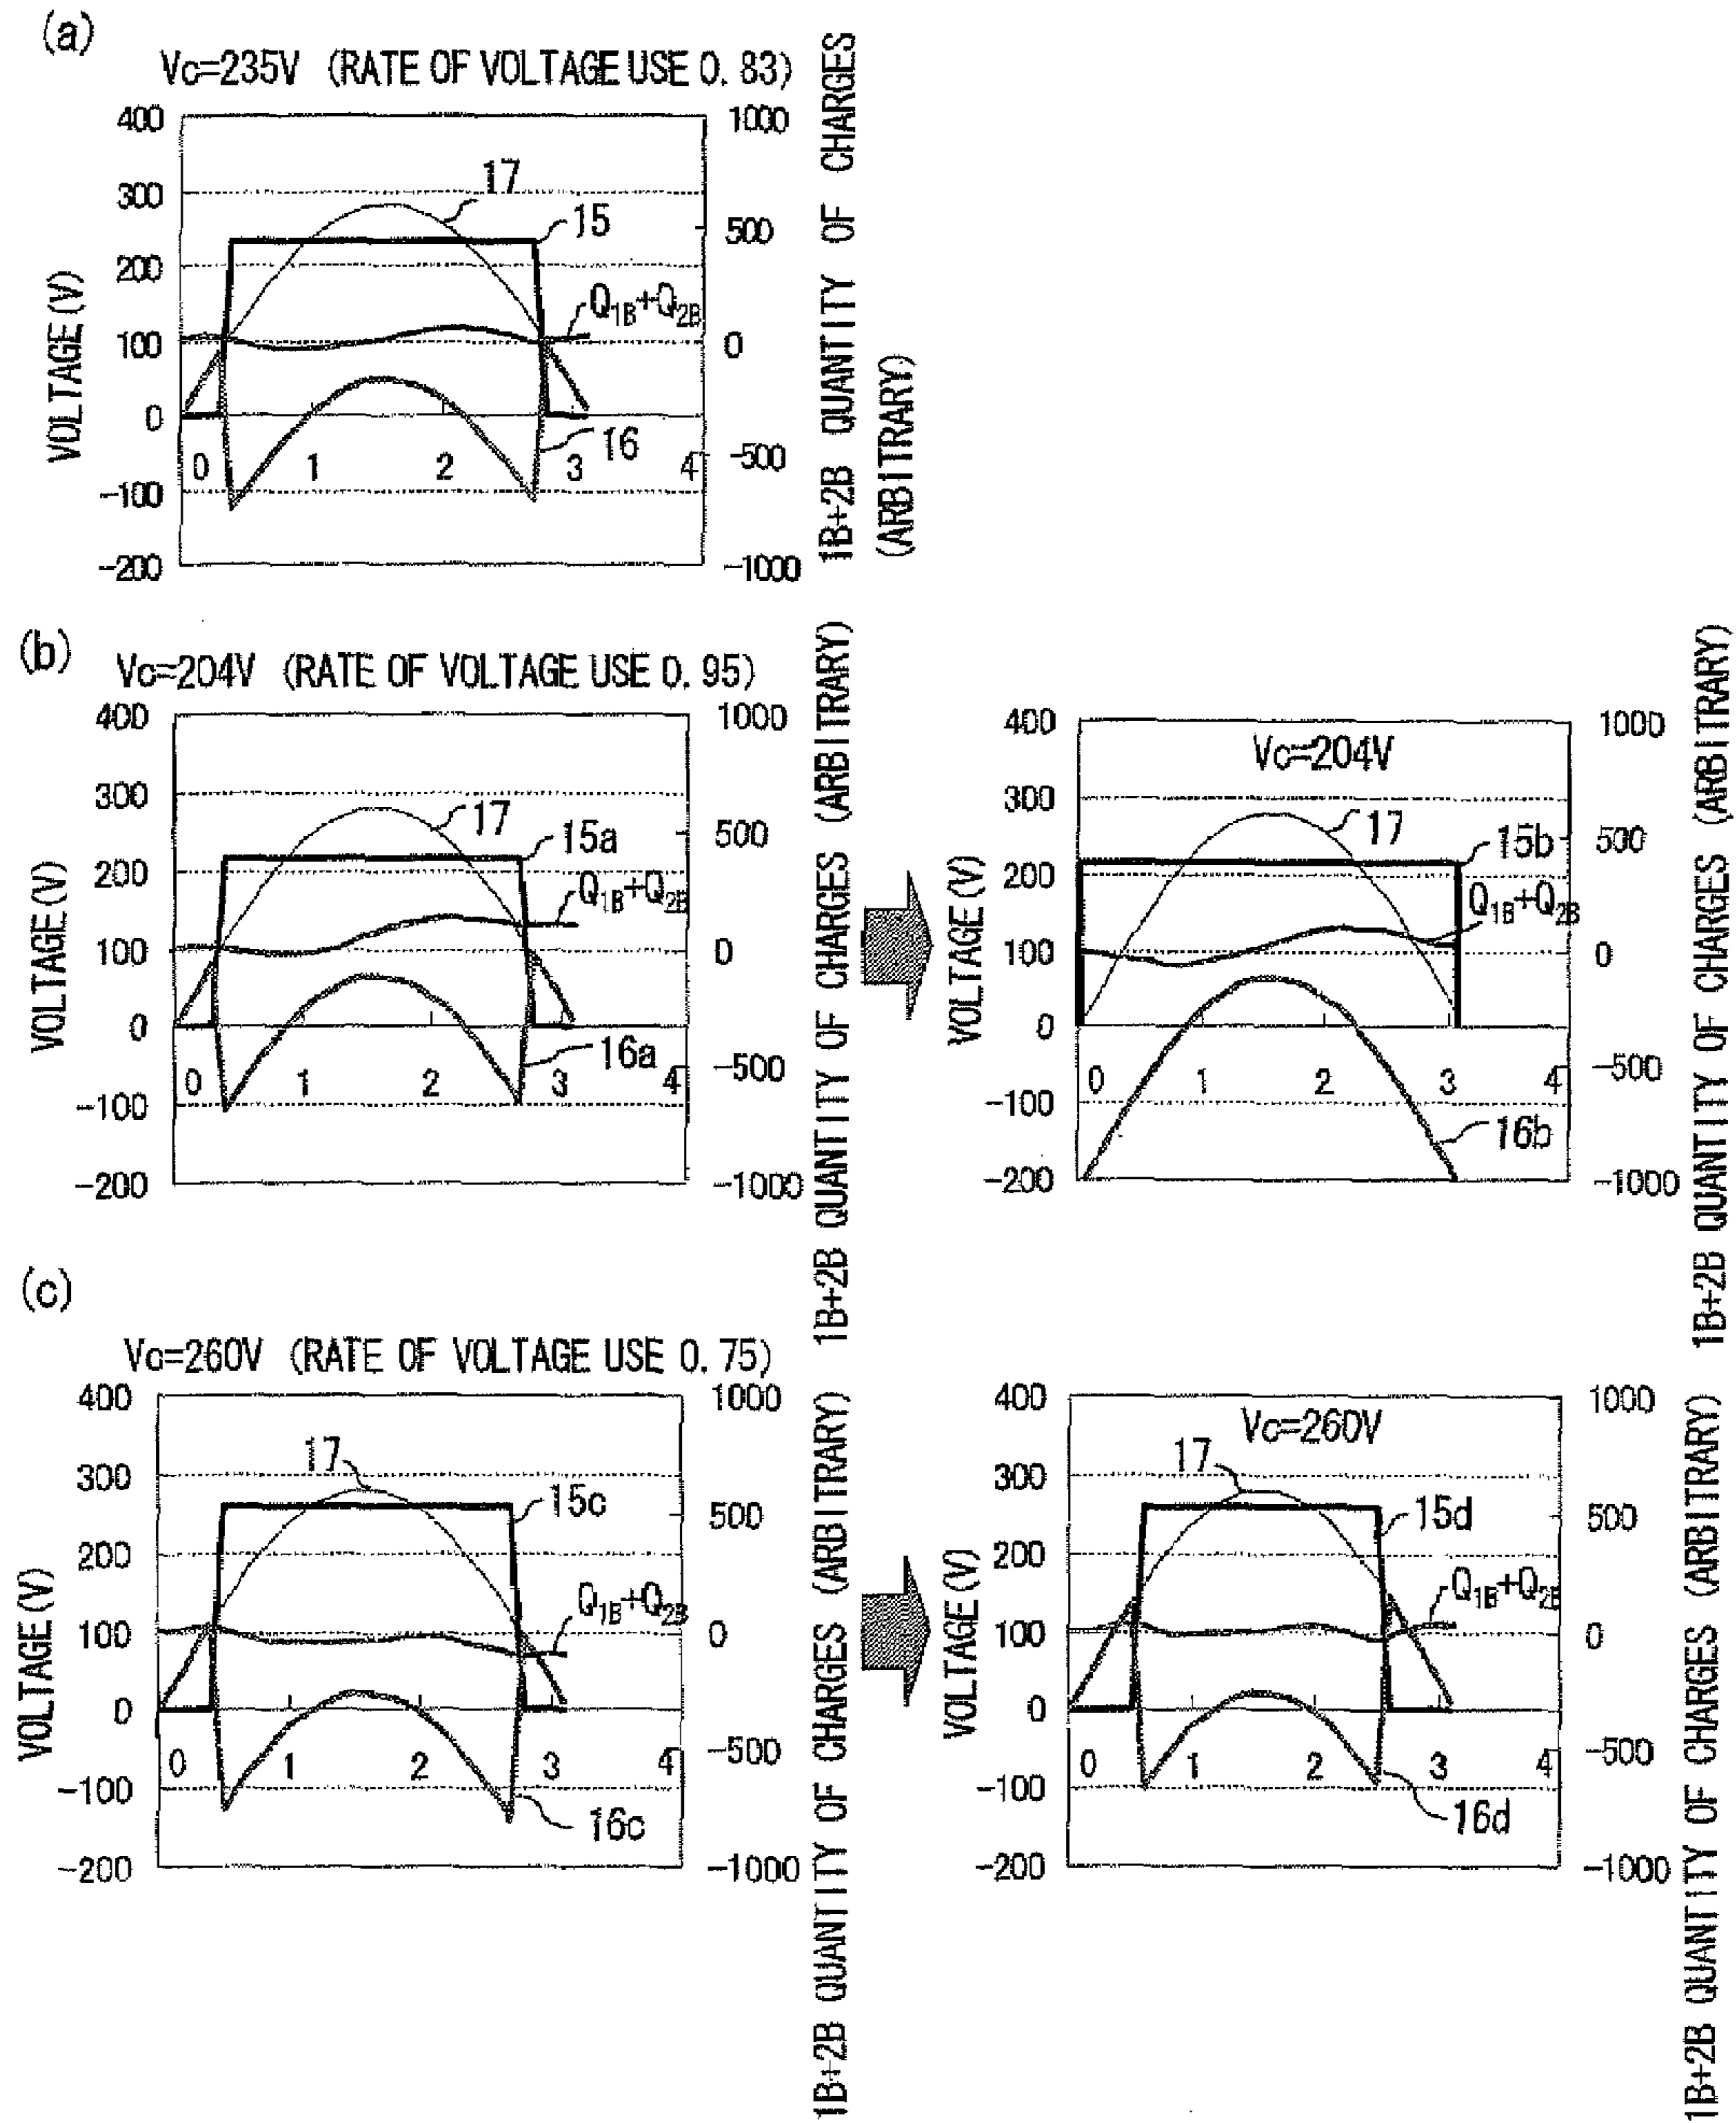 (a)
Vc=235V (RATE OF VOLTAGE USE 0.83)
VOLTAGE(V)
400
300
200
100
0
-100
-200
0
1
2
3
4
17
15
Q1B+Q2B
16
1000
500
0
-500
-1000
1B+2B QUANTITY OF CHARGES
(ARBITRARY)
(b)
Vc=204V (RATE OF VOLTAGE USE 0.95)
VOLTAGE(V)
400
300
200
100
0
-100
-200
0
1
2
3
4
17
15a
Q1B+Q2B
16a
1000
500
0
-500
-1000
1B+2B QUANTITY OF CHARGES (ARBITRARY)
Vc=204V
VOLTAGE(V)
400
300
200
100
0
-100
-200
0
1
2
3
4
17
15b
Q1B+Q2B
16b
1000
500
0
-500
-1000
1B+2B QUANTITY OF CHARGES (ARBITRARY)
(c)
Vc=260V (RATE OF VOLTAGE USE 0.75)
VOLTAGE(V)
400
300
200
100
0
-100
-200
0
1
2
3
4
17
15c
Q1B+Q2B
16c
1000
500
0
-500
-1000
1B+2B QUANTITY OF CHARGES (ARBITRARY)
Vc=260V
VOLTAGE(V)
400
300
200
100
0
-100
-200
0
1
2
3
4
17
15d
Q1B+Q2B
16d
1000
500
0
-500
-1000
1B+2B QUANTITY OF CHARGES (ARBITRARY)